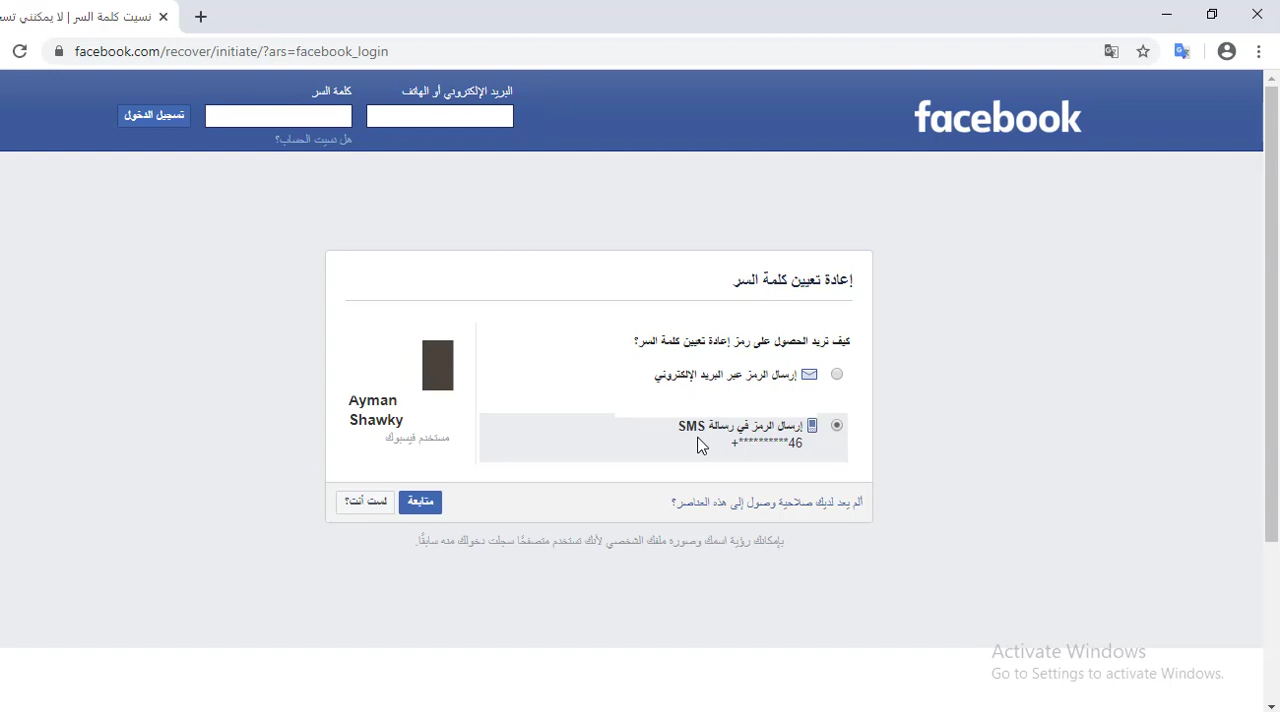 نسيت كلمة السر | لا يمكنني تسج
facebook.com/recover/initiate/?ars=facebook_login
facebook
البريد الإلكتروني أو الهاتف
كلمة السر
تسجيل الدخول
هل نسيت الحساب؟
إعادة تعيين كلمة السر
كيف تريد الحصول على رمز إعادة تعيين كلمة السر؟
إرسال الرمز عبر البريد الإلكتروني
إرسال الرمز في رسالة SMS
+**********46
Ayman
Shawky
مستخدم فيسبوك
ألم يعد لديك صلاحية وصول إلى هذه العناصر؟
متابعة
لست أنت؟
بإمكانك رؤية اسمك وصوره ملفك الشخصي لأنك تستخدم متصفحًا سجلت دخولك منه سابقًا.
Activate Windows
Go to Settings to activate Windows.